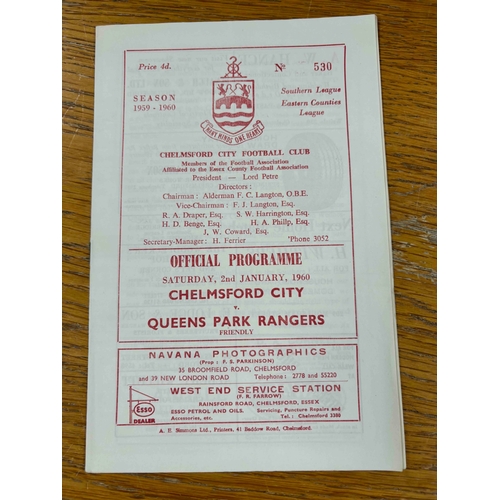 Price 4d.
No 530
SEASON
1959 - 1960
Southern League
Eastern Counties
League
MANY MINDS ONE HEART
CHELMSFORD CITY FOOTBALL CLUB
Members of the Football Association
Affiliated to the Essex County Football Association
President — Lord Petre
Directors :
Chairman : Alderman F. C. Langton, O.B.E.
Vice-Chairman : F. J. Langton, Esq.
R. A. Draper, Esq. S. W. Harrington, Esq.
H. D. Benge, Esq. H. A. Philip, Esq.
J. W. Coward, Esq.
Secretary-Manager : H. Ferrier 'Phone 3052
OFFICIAL PROGRAMME
SATURDAY, 2nd JANUARY, 1960
CHELMSFORD CITY
v.
QUEENS PARK RANGERS
FRIENDLY
NAVANA PHOTOGRAPHICS
(Prop : F. S. PARKINSON)
35 BROOMFIELD ROAD, CHELMSFORD
and 39 NEW LONDON ROAD Telephone : 2778 and 55220
WEST END SERVICE STATION
(F. R. FARROW)
RAINSFORD ROAD, CHELMSFORD, ESSEX
ESSO PETROL AND OILS. Servicing, Puncture Repairs and
Accessories, etc. Tel.: Chelmsford 3380
Esso
DEALER
A. E. Simmons Ltd., Printers, 41 Baddow Road, Chelmsford.